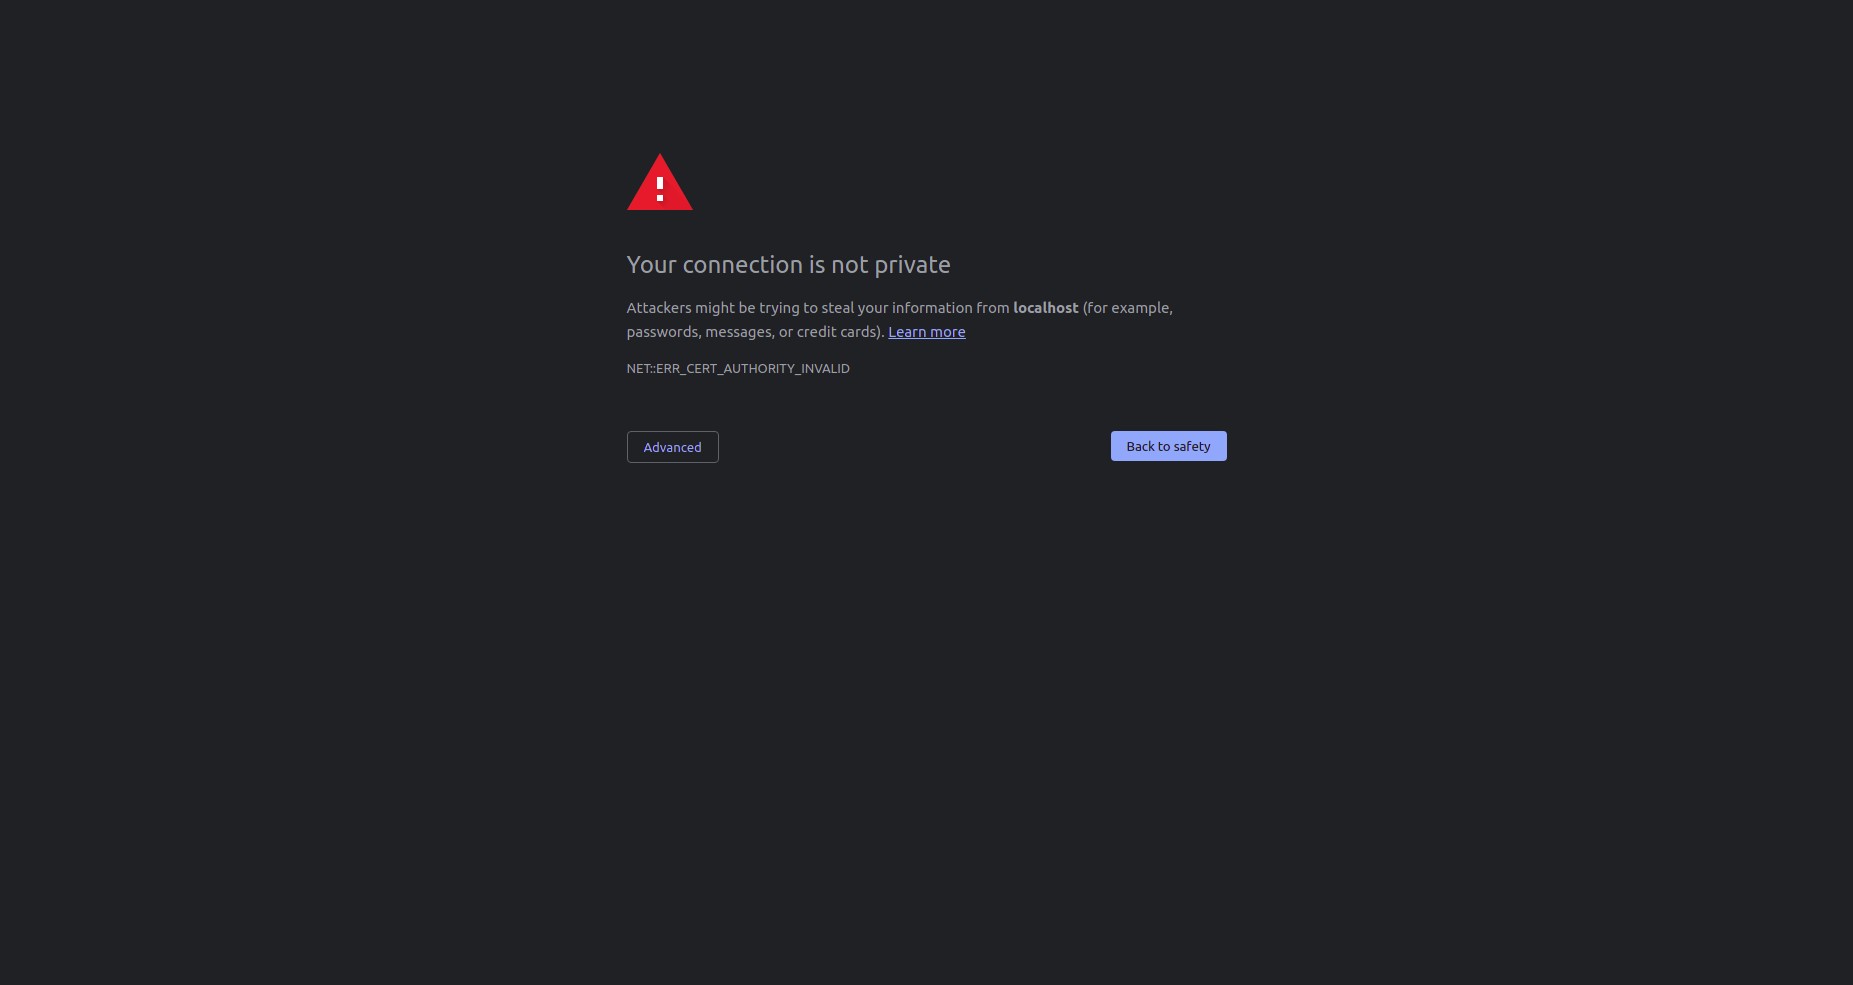 Your connection is not private
Attackers might be trying to steal your information from localhost (for example,
passwords, messages, or credit cards). Learn more
NET::ERR_CERT_AUTHORITY_INVALID
Advanced
Back to safety